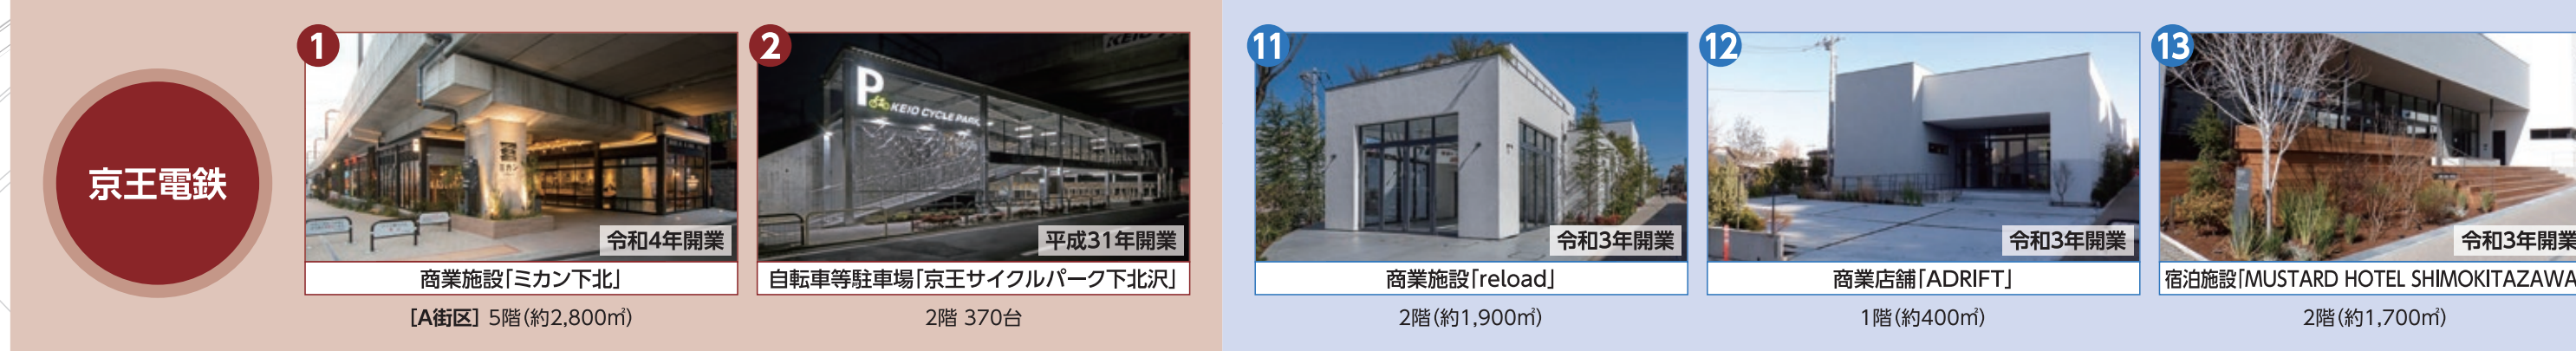 京王電鉄
1
P
KEIO CYCLE PARK
ミカン
令和4年開業
商業施設「ミカン下北」
[A街区] 5階(約2,800㎡)
2
平成31年開業
自転車等駐車場「京王サイクルパーク下北沢」
2階 370台
11
令和3年開業
商業施設「reload」
2階(約1,900㎡)
12
令和3年開業
商業店舗「ADRIFT」
1階(約400㎡)
13
令和3年開業
宿泊施設「MUSTARD HOTEL SHIMOKITAZAWA
2階(約1,700㎡)